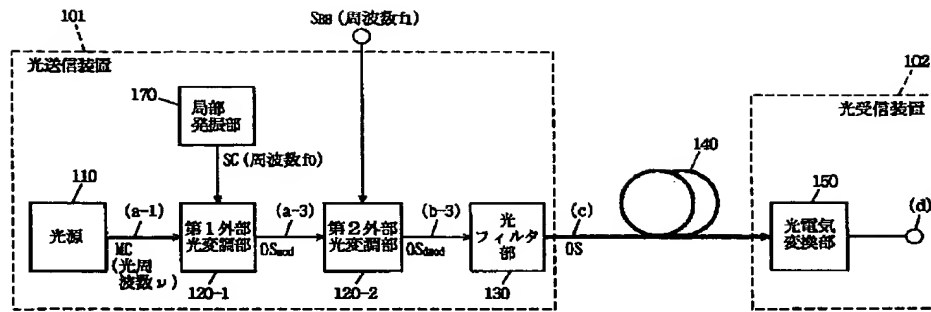 101
S_BB (周波数f1)
102
光送信装置
光受信装置
170
局部
発振部
140
SC (周波数f0)
110
150
(a-1)
(a-3)
(b-3)
(c)
(d)
光源
第1外部
光変調部
第2外部
光変調部
光
フィルタ
部
光電気
変換部
MC
(光周
波数ν)
OSmod
OSdmod
OS
120-1
120-2
130